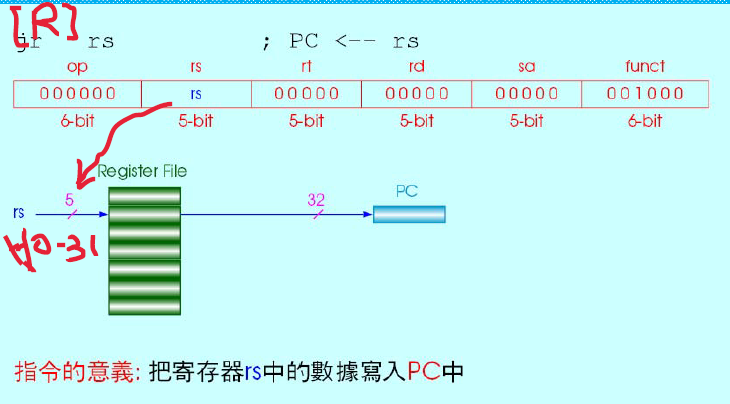 [R]
jr rs ; PC <-- rs
op rs rt rd sa funct
000000 rs 00000 00000 00000 001000
6-bit 5-bit 5-bit 5-bit 5-bit 6-bit
Register File
5 32 PC
rs
0-31
指令的意義: 把寄存器rs中的數據寫入PC中